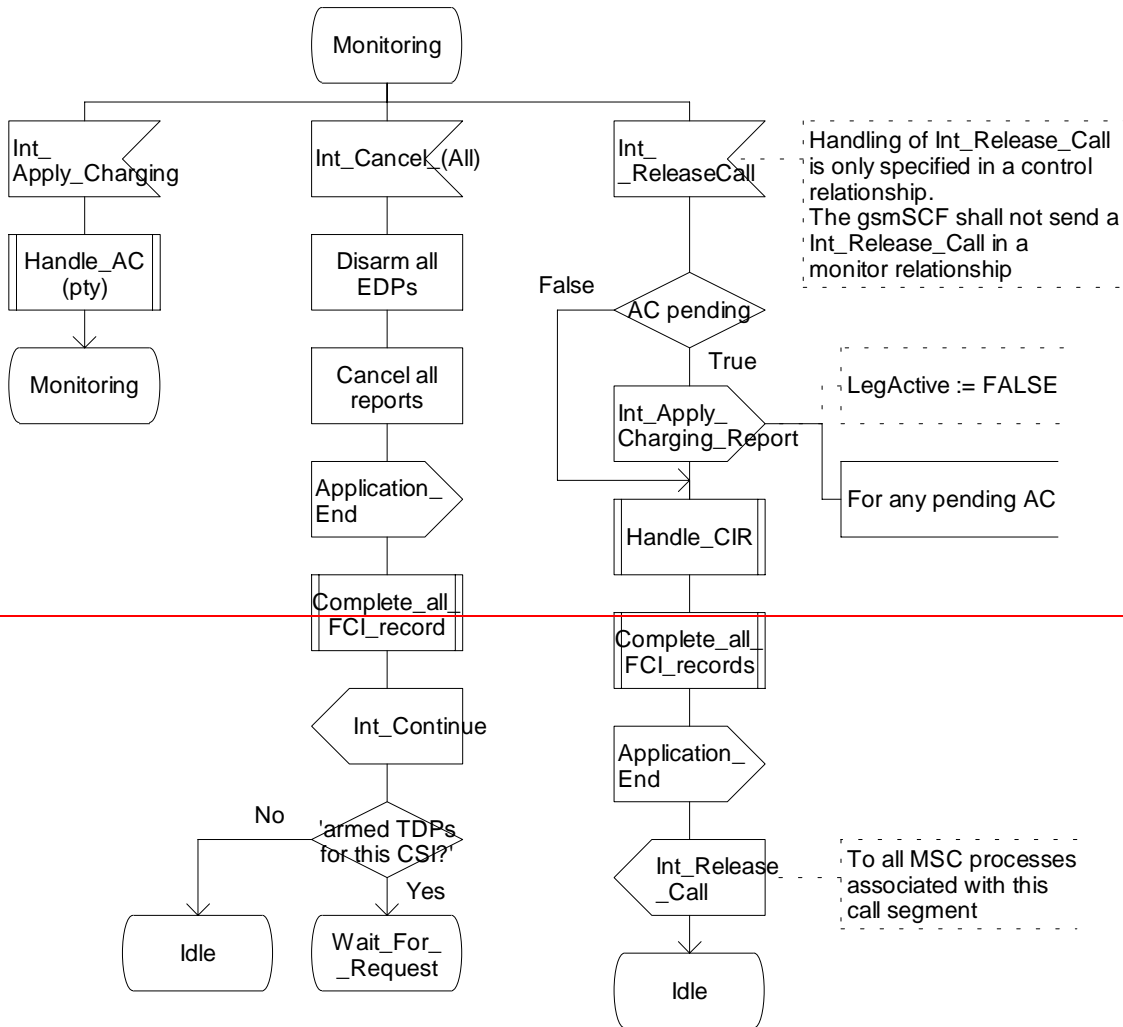 Monitoring
Int_
Apply_Charging
Handle_AC
(pty)
Monitoring
Int_Cancel_(All)
Disarm all
EDPs
Cancel all
reports
Application_
End
Complete_all_
FCI_record
Int_Continue
'armed TDPs
for this CSI?'
No
Yes
Idle
Wait_For_
_Request
Int_
_ReleaseCall
Handling of Int_Release_Call
is only specified in a control
relationship.
The gsmSCF shall not send a
Int_Release_Call in a
monitor relationship
AC pending
False
True
Int_Apply_
Charging_Report
LegActive := FALSE
For any pending AC
Handle_CIR
Complete_all_
FCI_records
Application_
End
Int_Release
_Call
To all MSC processes
associated with this
call segment
Idle